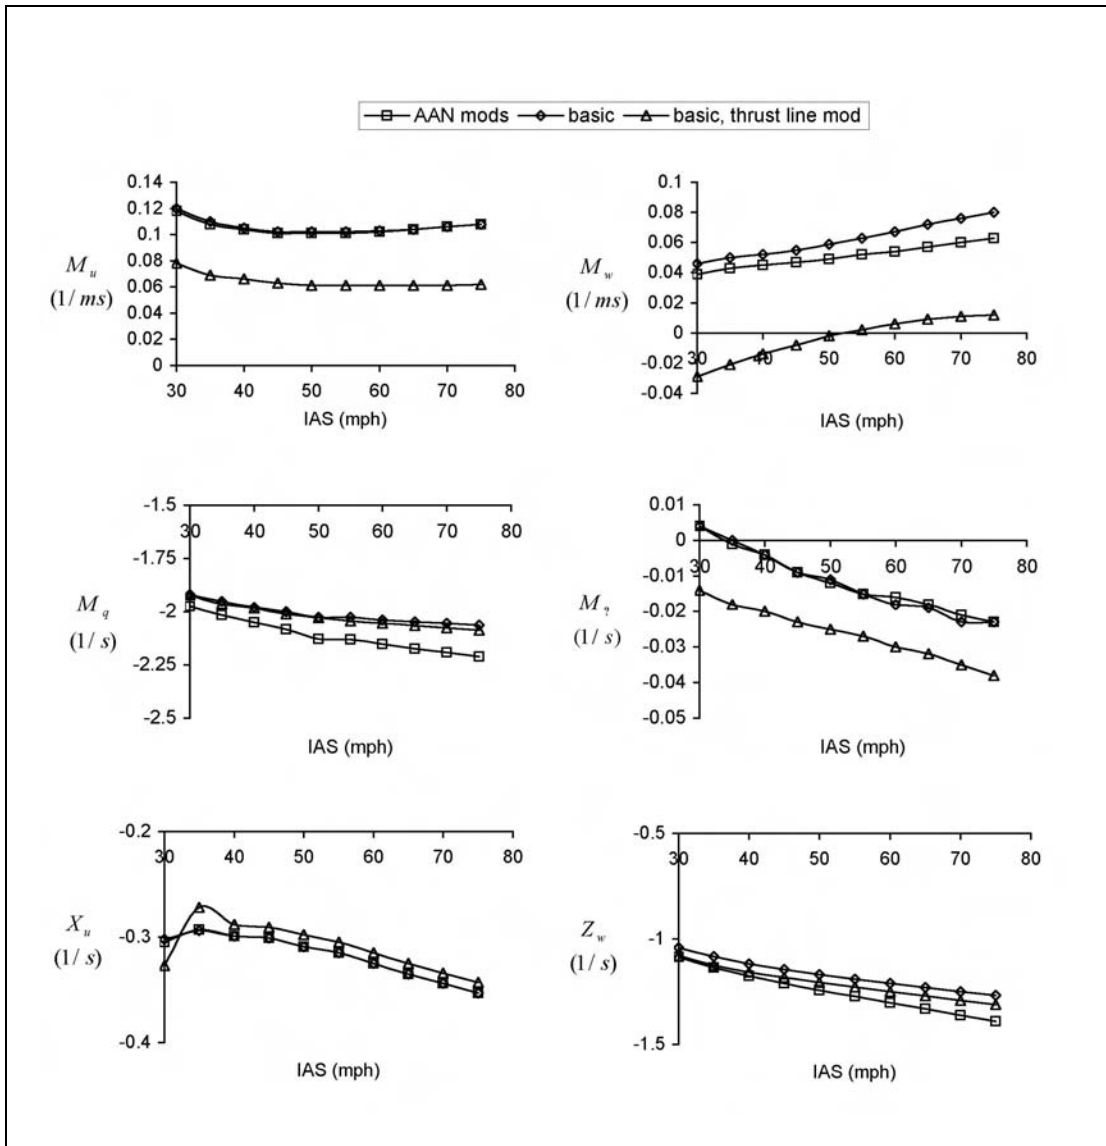 AAN mods basic basic, thrust line mod
0.14
0.12
0.1
0.08
0.06
0.04
0.02
0
M_u
(1/ms)
30 40 50 60 70 80
IAS (mph)
0.1
0.08
0.06
0.04
0.02
0
-0.02
-0.04
M_w
(1/ms)
30 40 50 60 70 80
IAS (mph)
-1.5
-1.75
-2
-2.25
-2.5
M_q
(1/s)
30 40 50 60 70 80
IAS (mph)
0.01
0
-0.01
-0.02
-0.03
-0.04
-0.05
M_?
(1/s)
30 40 50 60 70 80
IAS (mph)
-0.2
-0.3
-0.4
X_u
(1/s)
30 40 50 60 70 80
IAS (mph)
-0.5
-1
-1.5
Z_w
(1/s)
30 40 50 60 70 80
IAS (mph)